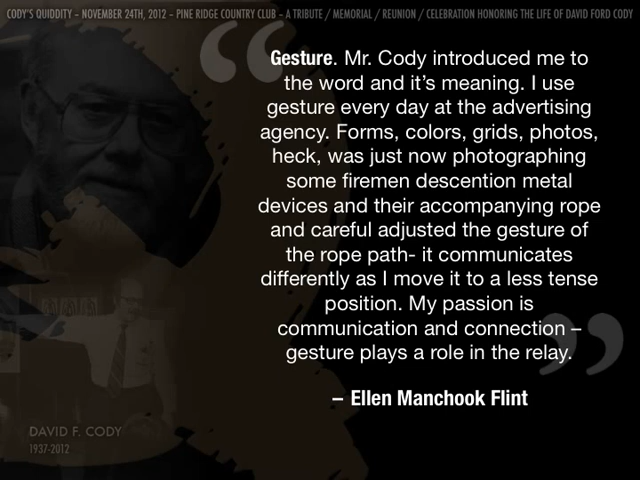 CODY'S QUIDDITY – NOVEMBER 24TH, 2012 – PINE RIDGE COUNTRY CLUB – A TRIBUTE / MEMORIAL / REUNION / CELEBRATION HONORING THE LIFE OF DAVID FORD CODY
“
Gesture. Mr. Cody introduced me to
the word and it’s meaning. I use
gesture every day at the advertising
agency. Forms, colors, grids, photos,
heck, was just now photographing
some firemen descention metal
devices and their accompanying rope
and careful adjusted the gesture of
the rope path- it communicates
differently as I move it to a less tense
position. My passion is
communication and connection –
gesture plays a role in the relay.
”
– Ellen Manchook Flint
DAVID F. CODY
1937-2012